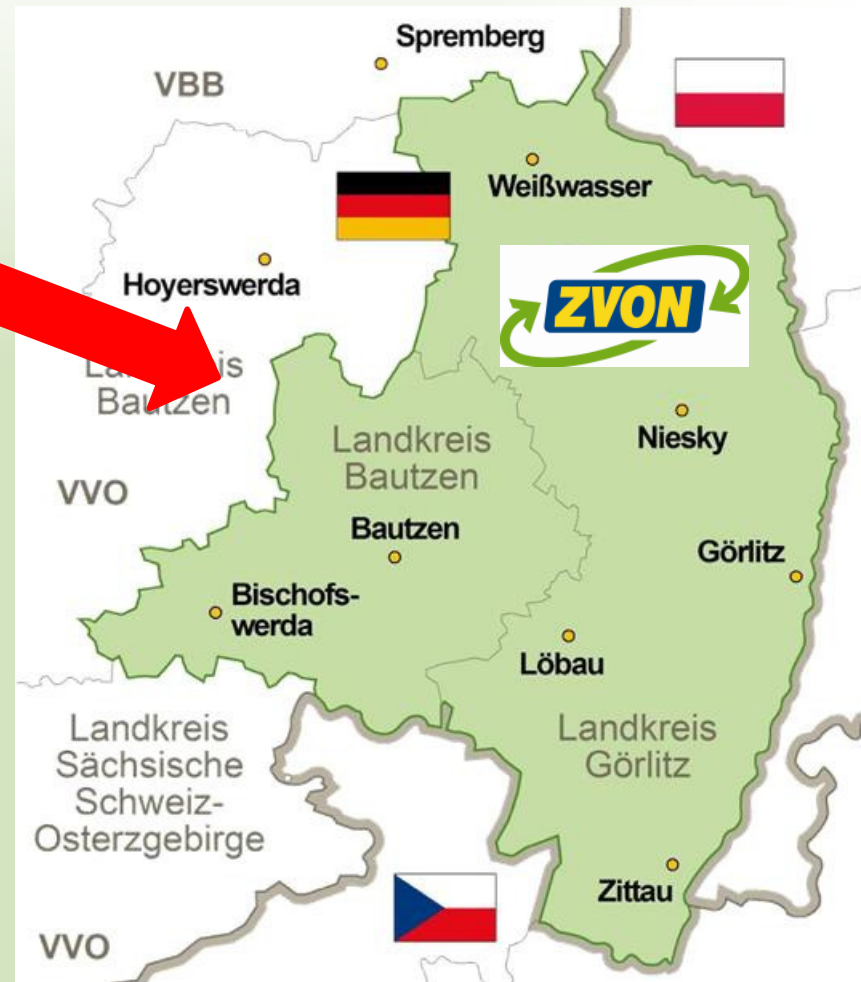 Spremberg
VBB
Weißwasser
Hoyerswerda
ZVON
Bautzen
Niesky
Landkreis
Bautzen
VVO
Bautzen
Görlitz
Bischofs-
werda
Löbau
Landkreis
Sächsische
Schweiz-
Osterzgebirge
Landkreis
Görlitz
Zittau
VVO